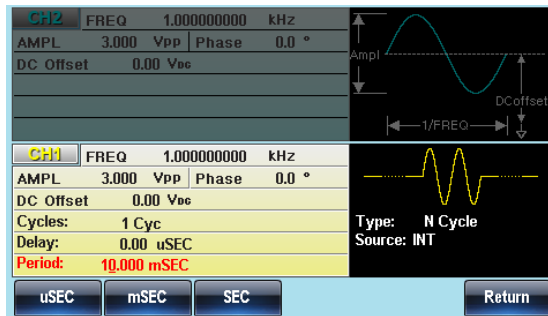 CH2 FREQ 1.000000000 kHz
AMPL 3.000 VPP Phase 0.0 °
DC Offset 0.00 VDC
Ampl
DCoffset
1/FREQ
CH1 FREQ 1.000000000 kHz
AMPL 3.000 VPP Phase 0.0 °
DC Offset 0.00 VDC
Cycles: 1 Cyc
Delay: 0.00 uSEC
Period: 10.000 mSEC
Type: N Cycle
Source: INT
uSEC mSEC SEC Return